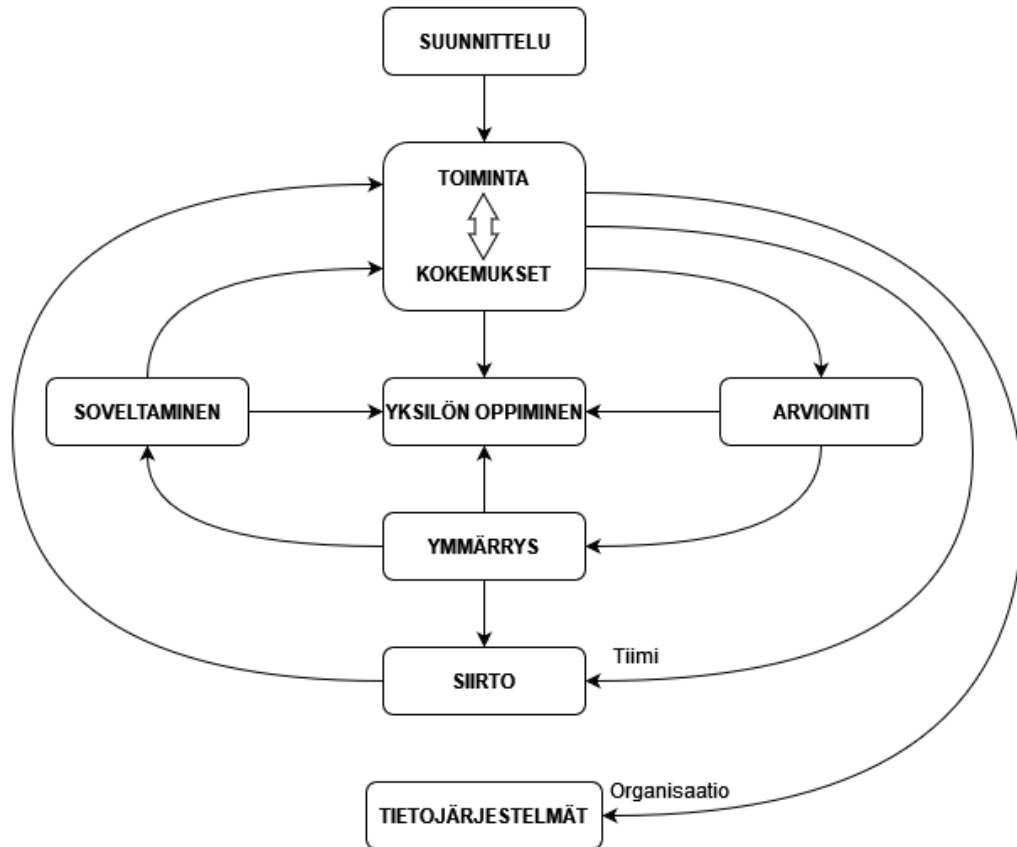 SUUNNITTELU
TOIMINTA
KOKEMUKSET
SOVELTAMINEN
YKSILÖN OPPIMINEN
ARVIOINTI
YMMÄRRYS
SIIRTO
Tiimi
TIETOJÄRJESTELMÄT
Organisaatio